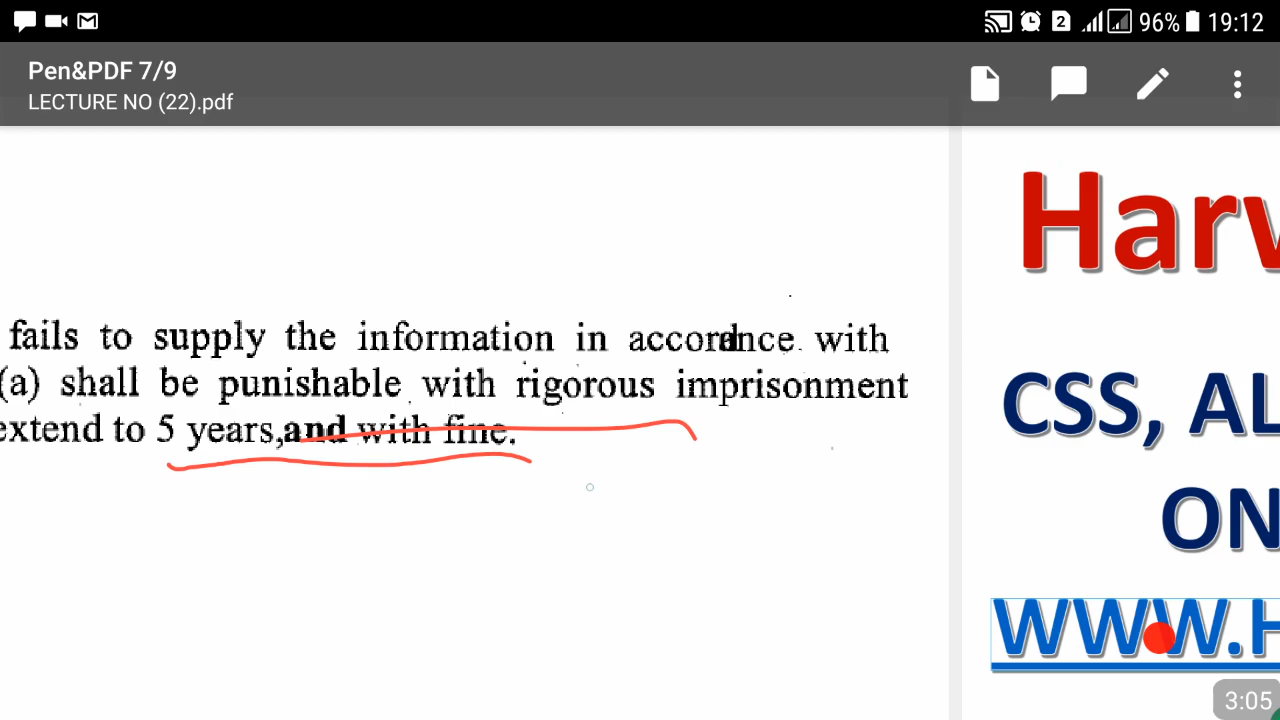 96% 19:12
Pen&PDF 7/9
LECTURE NO (22).pdf
fails to supply the information in accordance with
(a) shall be punishable with rigorous imprisonment
extend to 5 years,and with fine.
Harv
CSS, AL
ON
WWW.H
3:05